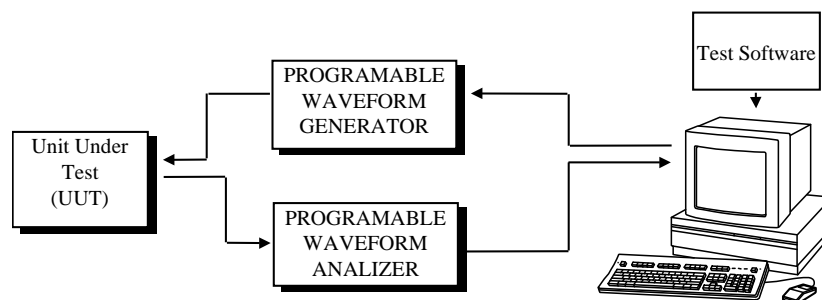 Test Software
PROGRAMABLE
WAVEFORM
GENERATOR
Unit Under
Test
(UUT)
PROGRAMABLE
WAVEFORM
ANALIZER